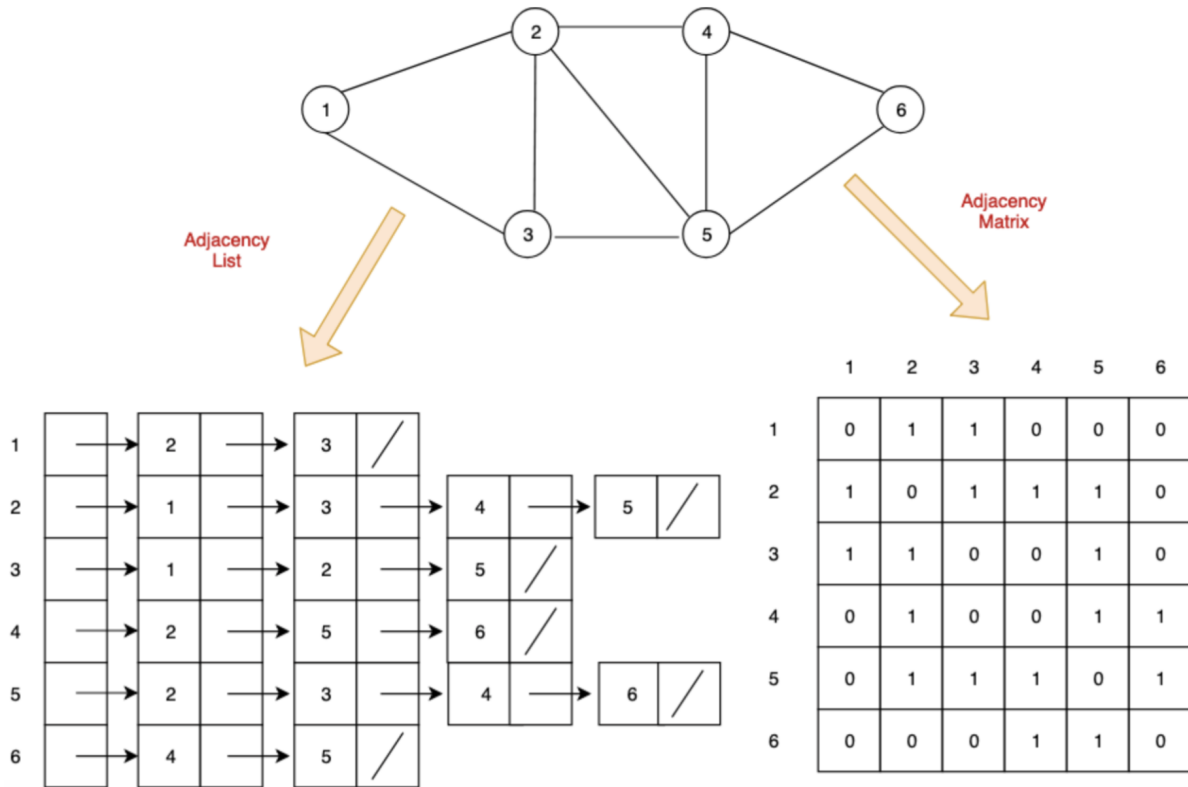 2 4
1 6
3 5
Adjacency
List
Adjacency
Matrix
1 2 3
2 1 3 4 5
3 1 2 5
4 2 5 6
5 2 3 4 6
6 4 5
1 2 3 4 5 6
1 0 1 1 0 0 0
2 1 0 1 1 1 0
3 1 1 0 0 1 0
4 0 1 0 0 1 1
5 0 1 1 1 0 1
6 0 0 0 1 1 0